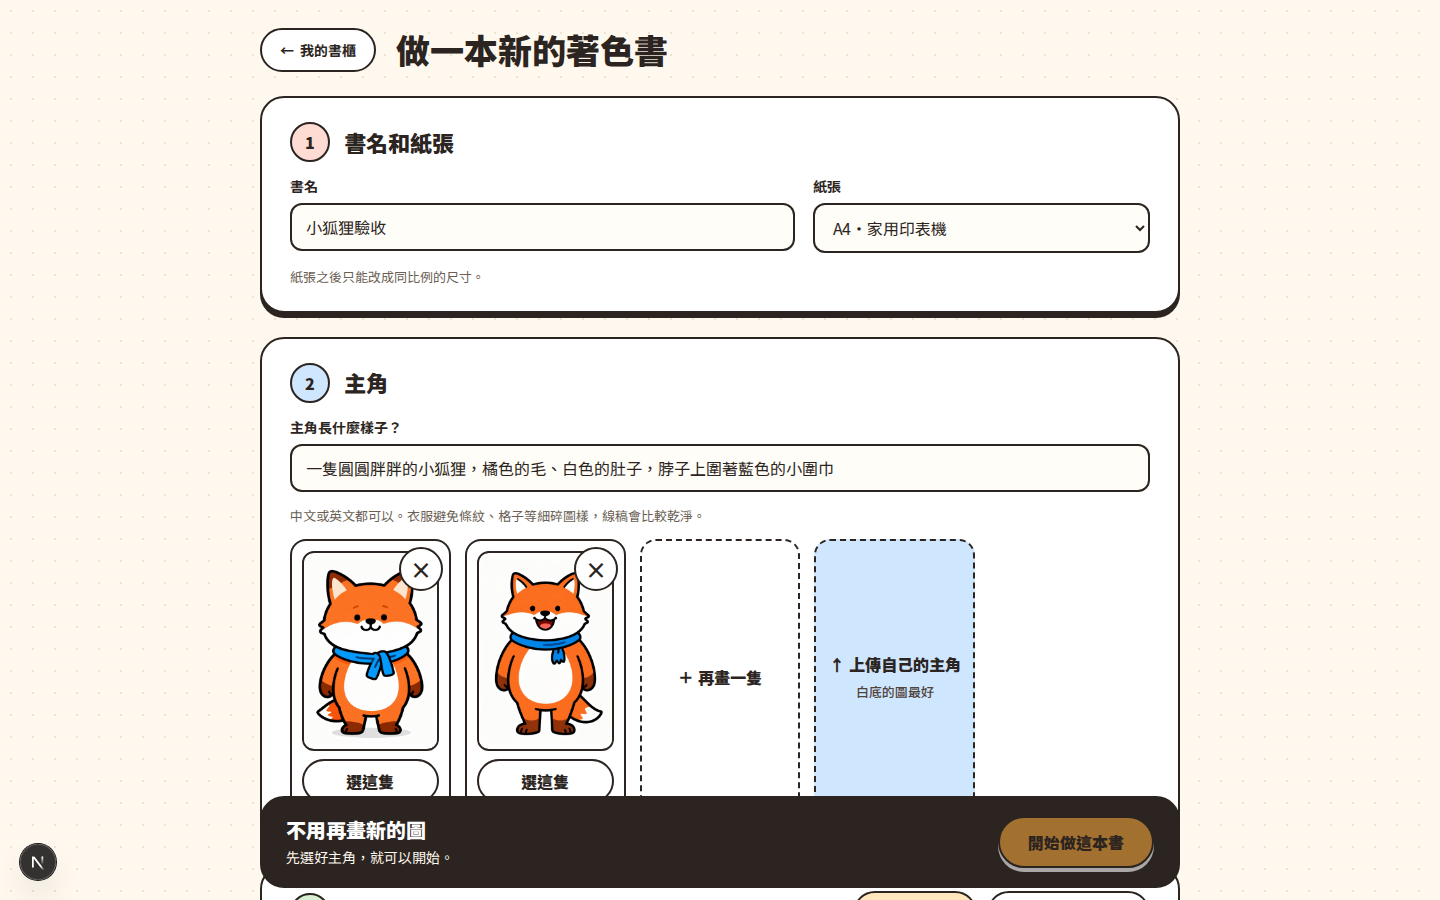 ← 我的書櫃
做一本新的著色書
1
書名和紙張
書名
紙張
小狐狸驗收
A4・家用印表機
紙張之後只能改成同比例的尺寸。
2
主角
主角長什麼樣子？
一隻圓圓胖胖的小狐狸，橘色的毛、白色的肚子，脖子上圍著藍色的小圍巾
中文或英文都可以。衣服避免條紋、格子等細碎圖樣，線稿會比較乾淨。
×
×
選這隻
選這隻
＋ 再畫一隻
↑ 上傳自己的主角
白底的圖最好
不用再畫新的圖
先選好主角，就可以開始。
開始做這本書
N